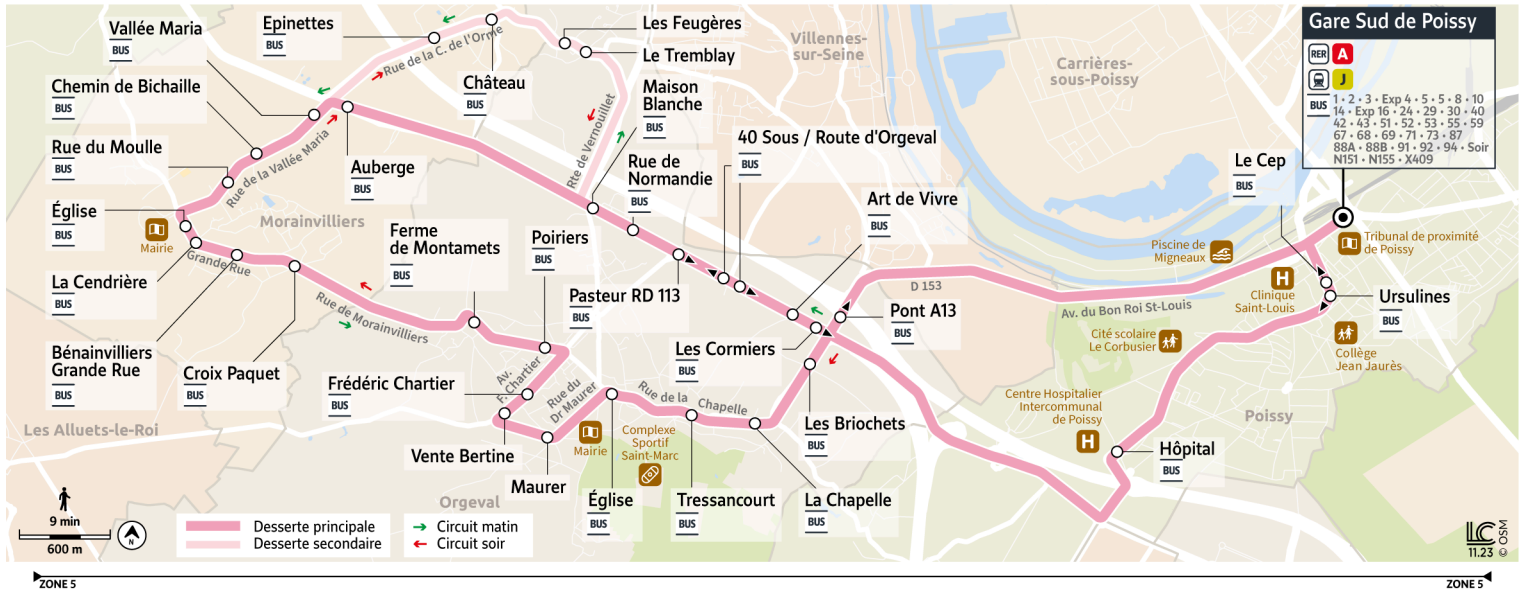 Vallée Maria
BUS
Epinettes
BUS
Rue de la C. de l'Orme
Château
BUS
Les Feugères
BUS
Le Tremblay
Villennes-
sur-Seine
Carrières-
sous-Poissy
Gare Sud de Poissy
RER A
J
BUS
1 • 2 • 3 • Exp 4 • 5 • 5 • 8 • 10
14 • Exp 16 • 24 • 29 • 30 • 40
42 • 43 • 51 • 52 • 53 • 55 • 59
67 • 68 • 69 • 71 • 73 • 87
88A • 88B • 91 • 92 • 94 • Soir
N151 • N155 • X409
Chemin de Bichaille
BUS
Maison
Blanche
BUS
Rte de Vernouillet
40 Sous / Route d'Orgeval
BUS
Rue du Moulle
BUS
Rue de la Vallée Maria
Auberge
BUS
Rue de
Normandie
BUS
Art de Vivre
BUS
Le Cep
BUS
Église
BUS
Mairie
Morainvilliers
Ferme
de Montamets
BUS
Poiriers
BUS
Piscine de
Migneaux
Tribunal de proximité
de Poissy
La Cendrière
BUS
Grande Rue
Rue de Morainvilliers
Pasteur RD 113
BUS
D 153
Pont A13
BUS
Av. du Bon Roi St-Louis
H
Clinique
Saint-Louis
Ursulines
BUS
Bénainvilliers
Grande Rue
BUS
Croix Paquet
BUS
Frédéric Chartier
BUS
Av.
F. Chartier
Rue du
Dr Maurer
Rue de la Chapelle
Les Cormiers
BUS
Cité scolaire
Le Corbusier
Collège
Jean Jaurès
Les Alluets-le-Roi
Vente Bertine
Maurer
Mairie
Complexe
Sportif
Saint-Marc
Les Briochets
BUS
Centre Hospitalier
Intercommunal
de Poissy
H
Poissy
Hôpital
BUS
Orgeval
Église
BUS
Tressancourt
BUS
La Chapelle
BUS
9 min
600 m
N
Desserte principale
Desserte secondaire
Circuit matin
Circuit soir
LC
11.23
© OSM
ZONE 5
ZONE 5